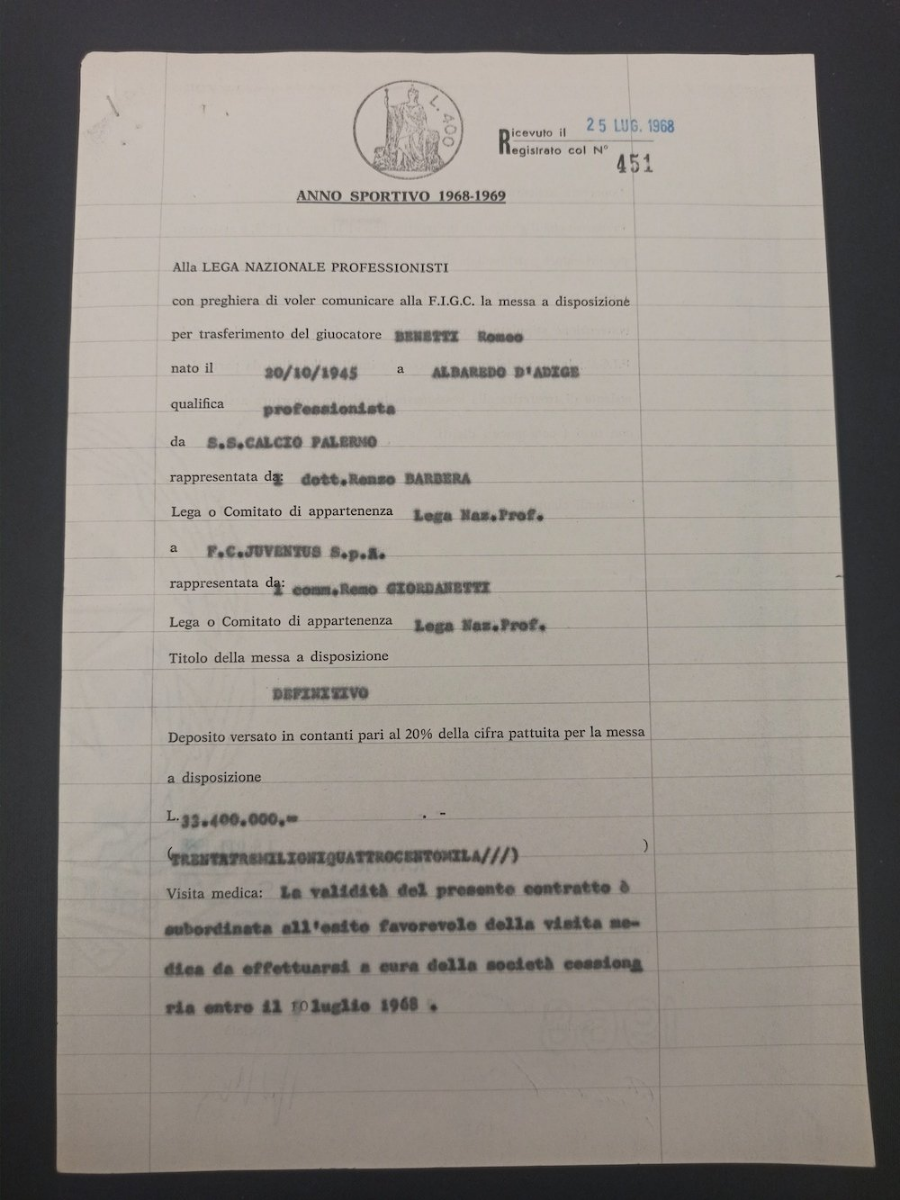 L. 400
Ricevuto il 25 LUG. 1968
Registrato col N° 451
ANNO SPORTIVO 1968-1969
Alla LEGA NAZIONALE PROFESSIONISTI
con preghiera di voler comunicare alla F.I.G.C. la messa a disposizione
per trasferimento del giuocatore BENETTI Romeo
nato il 20/10/1945 a ALBAREDO D'ADIGE
qualifica professionista
da S.S.CALCIO PALERMO
rappresentata da: dott.Renzo BARBERA
Lega o Comitato di appartenenza Lega Naz.Prof.
a F.C.JUVENTUS S.p.A.
rappresentata da: comm.Remo GIORDANETTI
Lega o Comitato di appartenenza Lega Naz.Prof.
Titolo della messa a disposizione
DEFINITIVO
Deposito versato in contanti pari al 20% della cifra pattuita per la messa
a disposizione
L. 33.400.000.=
(TRENTATREMILIONIQUATTROCENTOMILA///) )
Visita medica: La validità del presente contratto è
subordinata all'esito favorevole della visita me-
dica da effettuarsi a cura della società cessiona
ria entro il luglio 1968 .